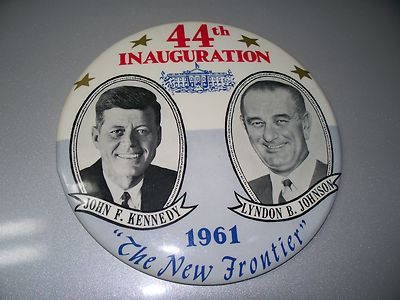 44th
INAUGURATION
JOHN F. KENNEDY
LYNDON B. JOHNSON
1961
"The New Frontier"